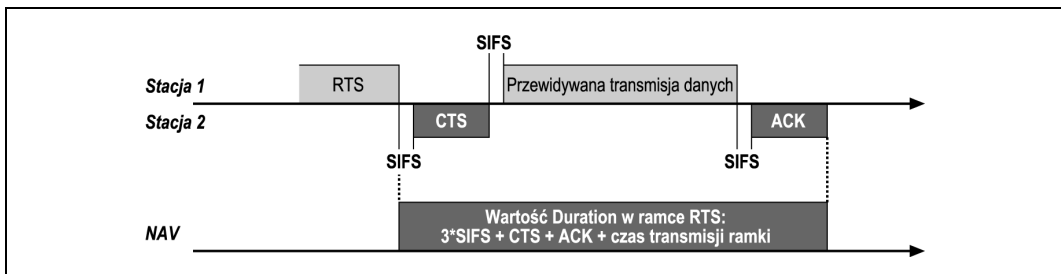 SIFS
Stacja 1
RTS
Przewidywana transmisja danych
Stacja 2
CTS
ACK
SIFS
SIFS
NAV
Wartość Duration w ramce RTS:
3*SIFS + CTS + ACK + czas transmisji ramki